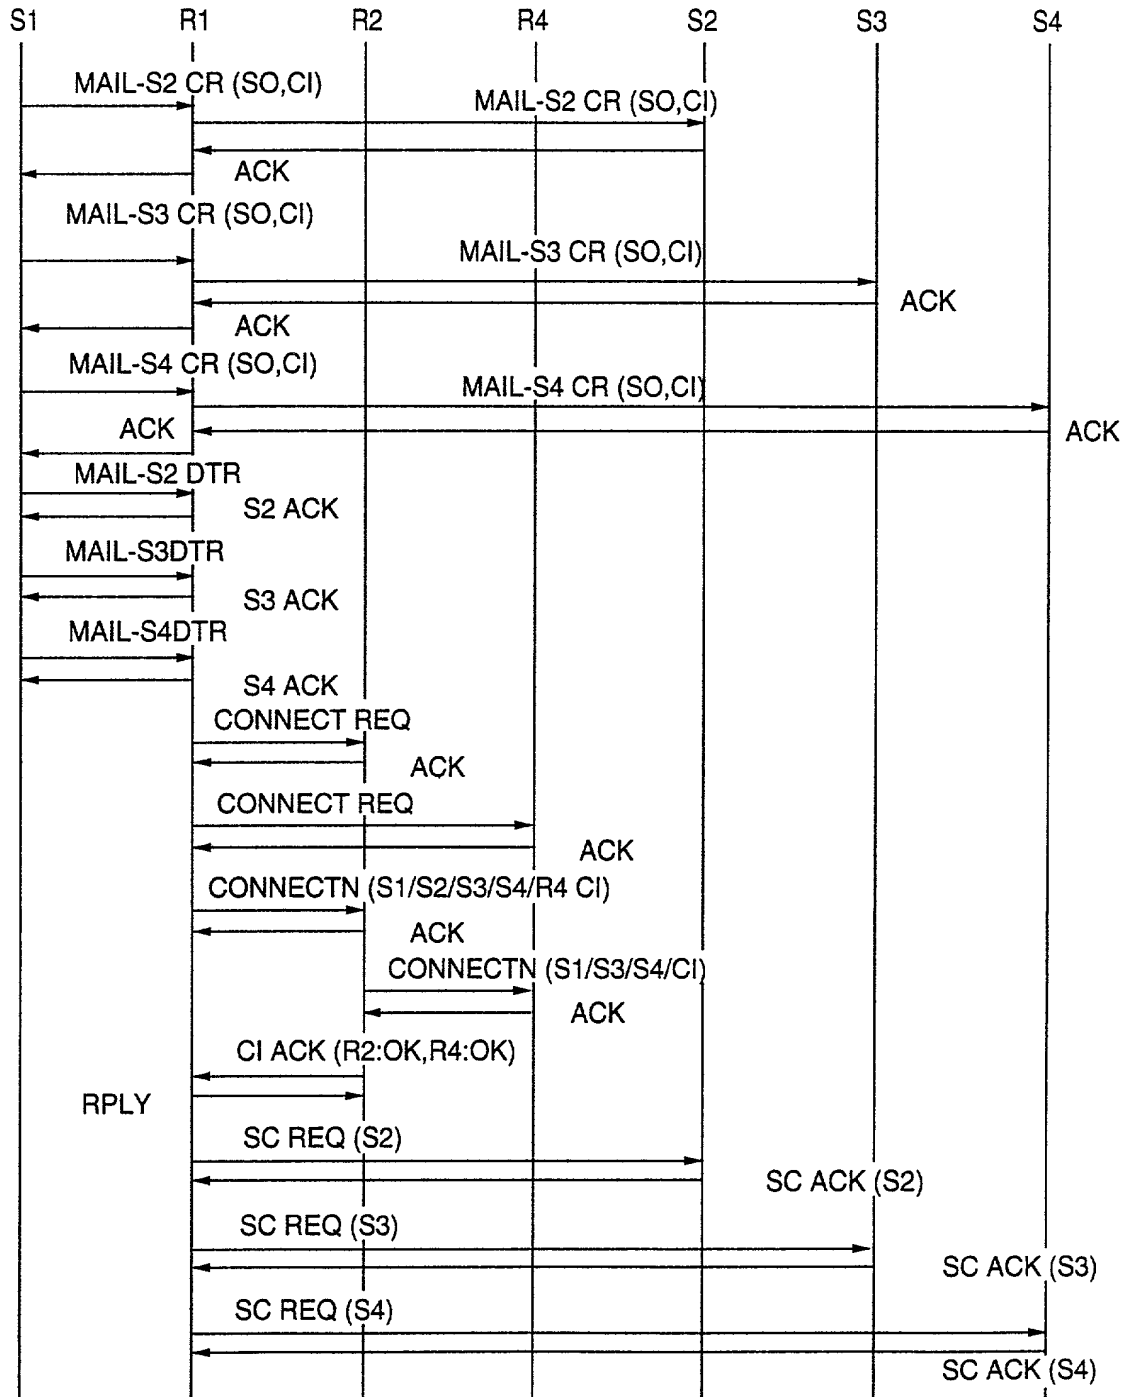 S1 R1 R2 R4 S2 S3 S4
MAIL-S2 CR (SO,CI)
MAIL-S2 CR (SO,CI)
ACK
MAIL-S3 CR (SO,CI)
MAIL-S3 CR (SO,CI)
ACK
ACK
MAIL-S4 CR (SO,CI)
MAIL-S4 CR (SO,CI)
ACK
ACK
MAIL-S2 DTR
S2 ACK
MAIL-S3DTR
S3 ACK
MAIL-S4DTR
S4 ACK
CONNECT REQ
ACK
CONNECT REQ
ACK
CONNECTN (S1/S2/S3/S4/R4 CI)
ACK
CONNECTN (S1/S3/S4/CI)
ACK
CI ACK (R2:OK,R4:OK)
RPLY
SC REQ (S2)
SC ACK (S2)
SC REQ (S3)
SC ACK (S3)
SC REQ (S4)
SC ACK (S4)